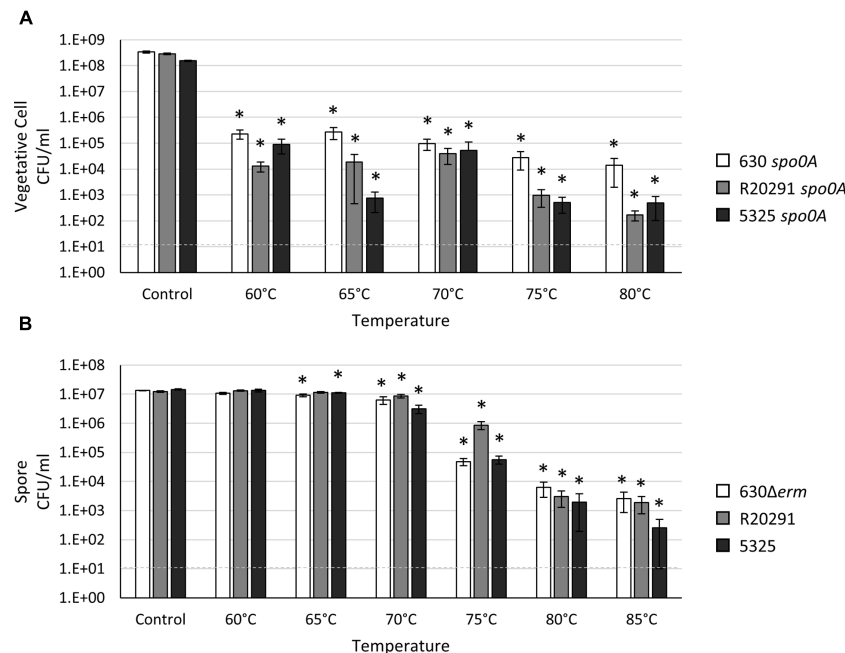 A
1.E+09
1.E+08
1.E+07
1.E+06
1.E+05
1.E+04
1.E+03
1.E+02
1.E+01
1.E+00
Vegetative Cell
CFU/ml
* * * * * * * * * * * * * * *
Control 60°C 65°C 70°C 75°C 80°C
Temperature
630 spo0A
R20291 spo0A
5325 spo0A
B
1.E+08
1.E+07
1.E+06
1.E+05
1.E+04
1.E+03
1.E+02
1.E+01
1.E+00
Spore
CFU/ml
* * * * * * * * * * * * * *
Control 60°C 65°C 70°C 75°C 80°C 85°C
Temperature
630Δerm
R20291
5325